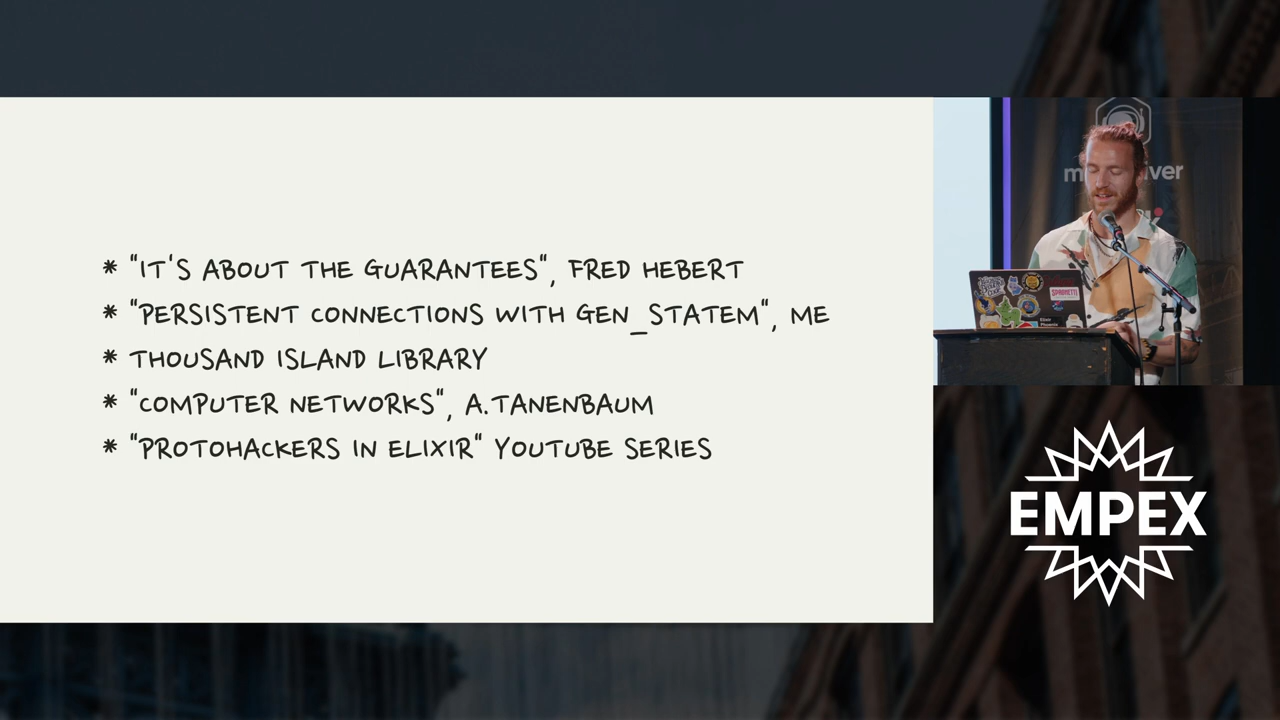 * "IT'S ABOUT THE GUARANTEES", FRED HEBERT
* "PERSISTENT CONNECTIONS WITH GEN_STATEM", ME
* THOUSAND ISLAND LIBRARY
* "COMPUTER NETWORKS", A.TANENBAUM
* "PROTOHACKERS IN ELIXIR" YOUTUBE SERIES
SPAGHETTI
EMPEX